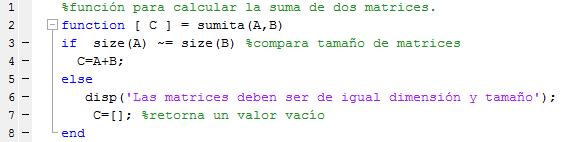 1 %función para calcular la suma de dos matrices.
2 function [ C ] = sumita(A,B)
3 – if  size(A) ~= size(B) %compara tamaño de matrices
4 –   C=A+B;
5 – else
6 –    disp('Las matrices deben ser de igual dimensión y tamaño');
7 –     C=[]; %retorna un valor vacío
8 – end